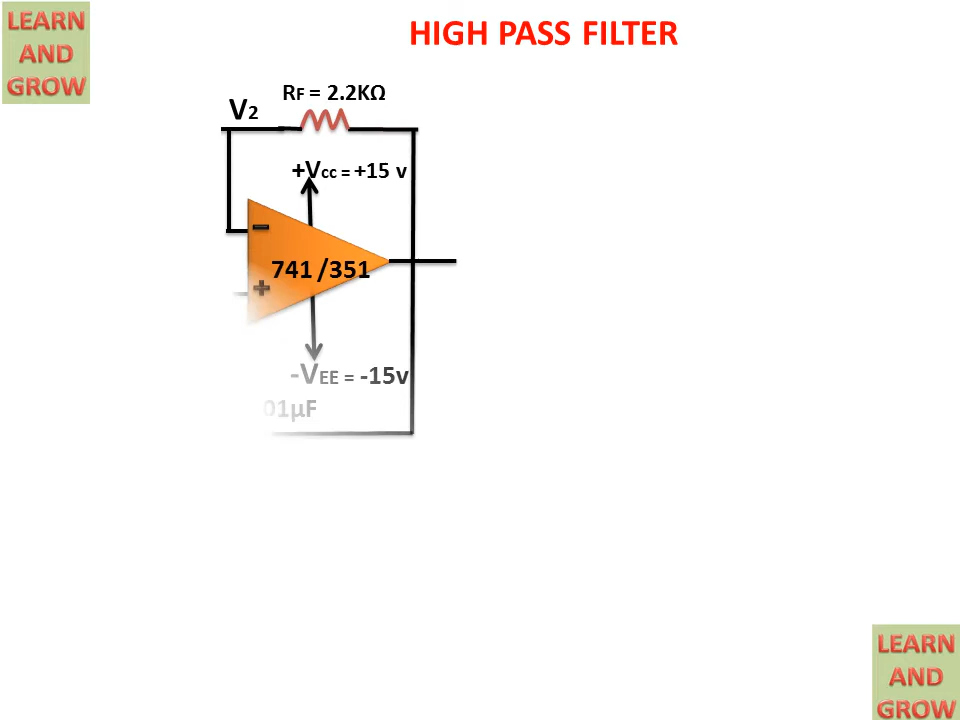 LEARN
AND
GROW
HIGH PASS FILTER
RF = 2.2KΩ
V2
+Vcc = +15 v
−
741 /351
+
-VEE = -15v
01µF
LEARN
AND
GROW